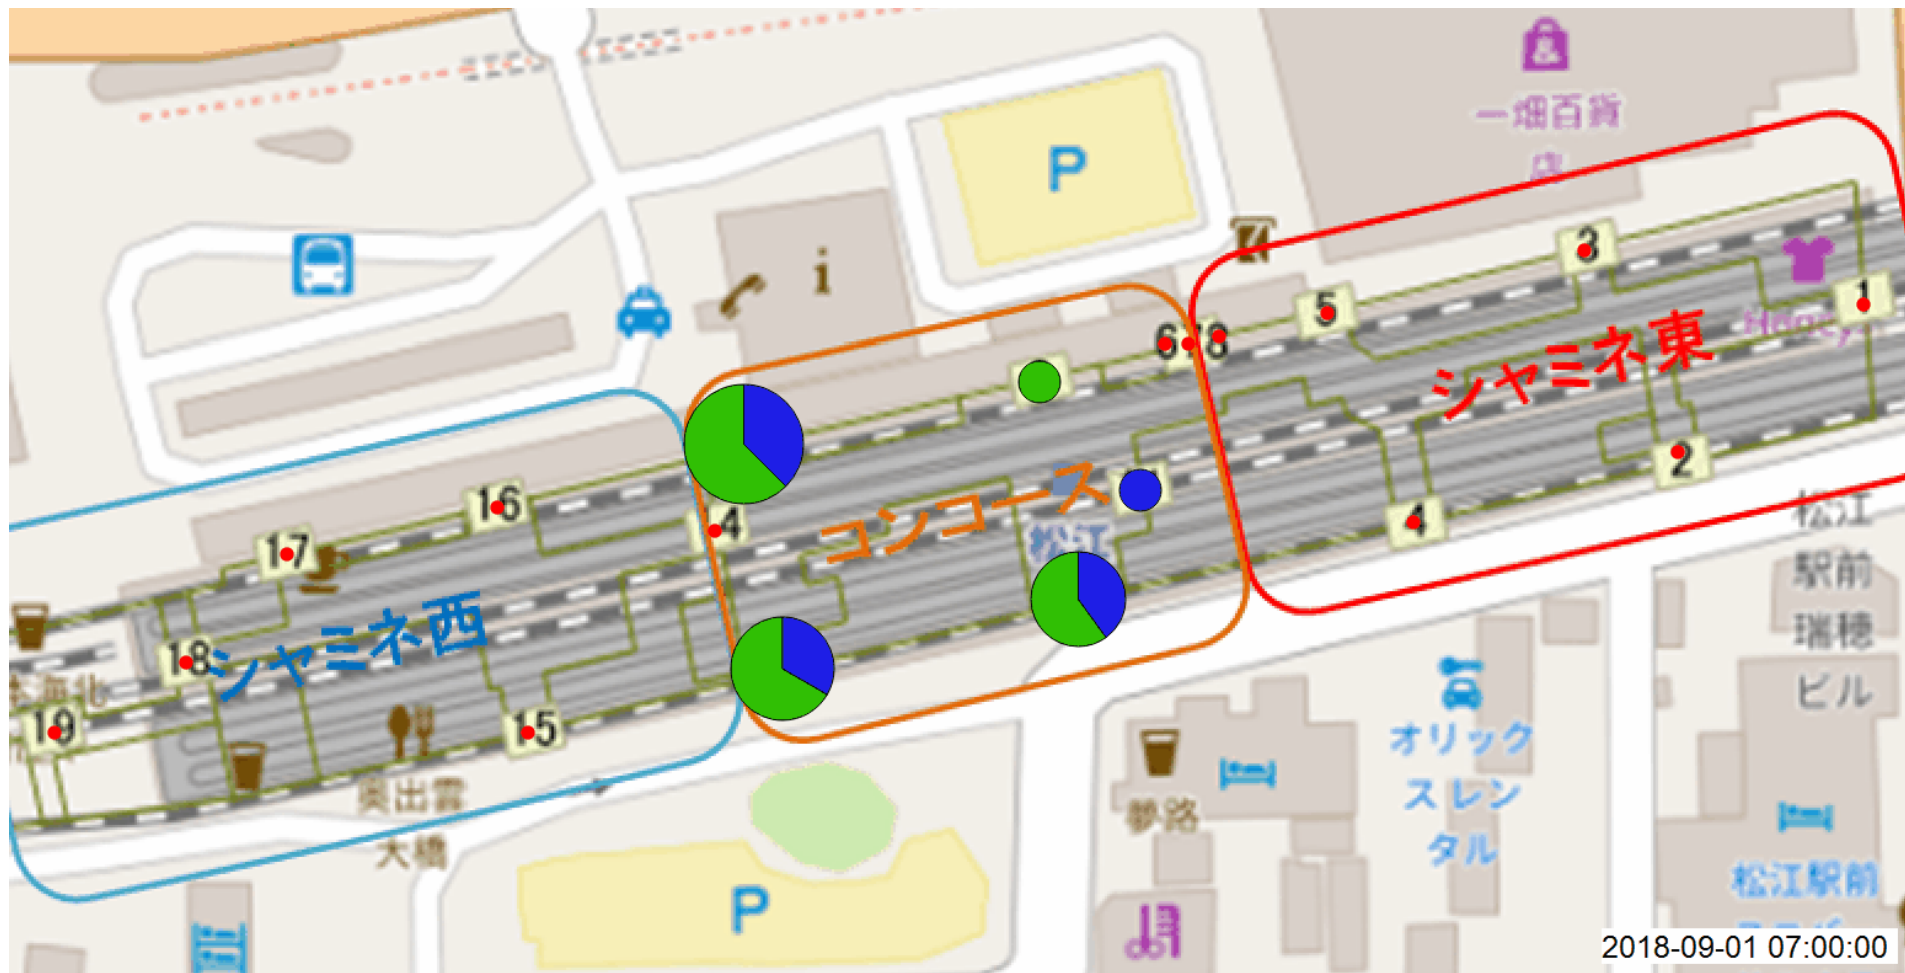 一畑百貨
店
P
i
3
1
5
6
8
シャミネ東
16
4
コンコース
2
17
松江
4
松江
駅前
瑞穂
ビル
シャミネ西
18
19
15
オリック
スレン
タル
奥出雲
大橋
夢路
P
松江駅前
2018-09-01 07:00:00